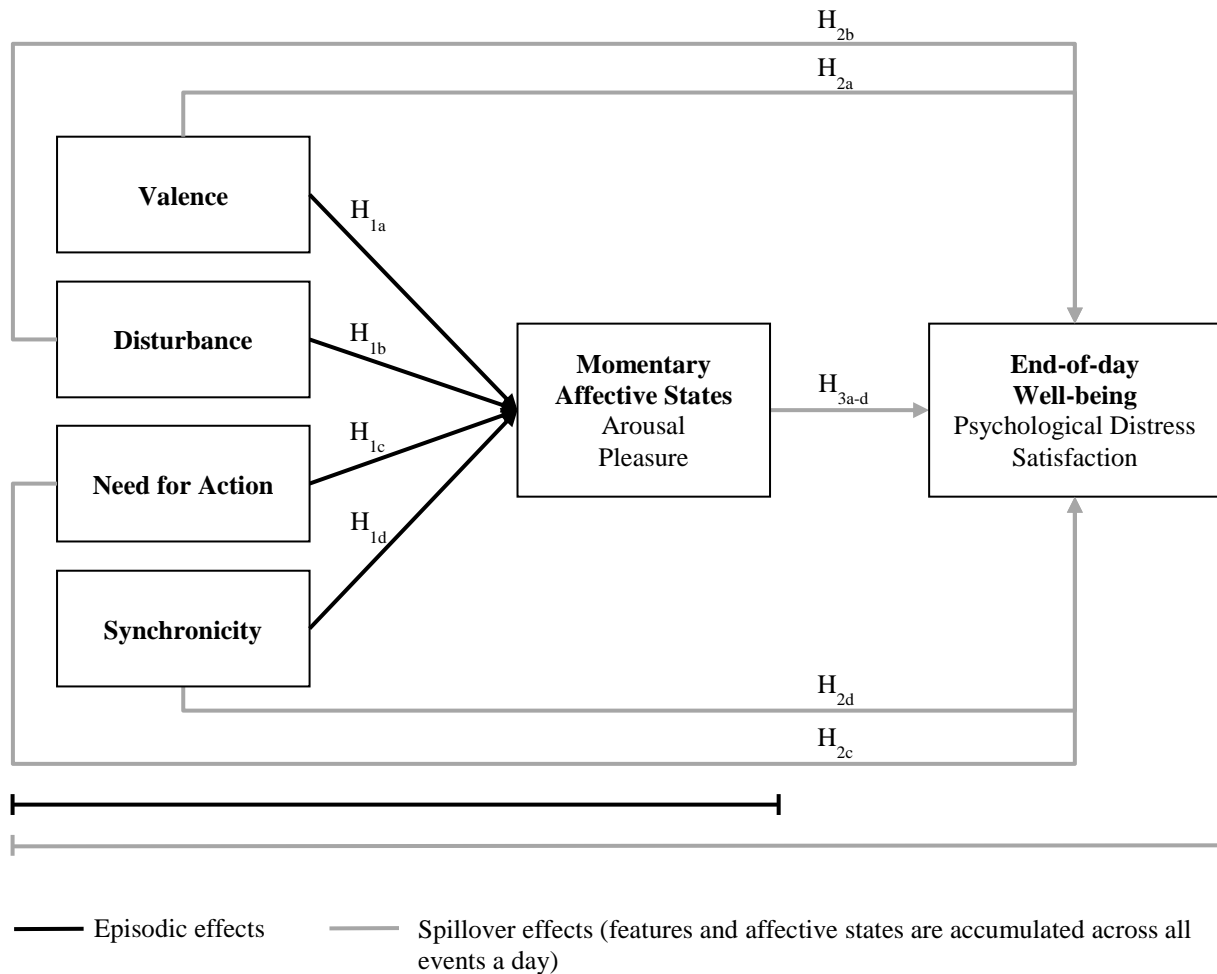 H2b
H2a
Valence
H1a
Disturbance
H1b
Momentary
Affective States
Arousal
Pleasure
H3a-d
End-of-day
Well-being
Psychological Distress
Satisfaction
H1c
Need for Action
H1d
Synchronicity
H2d
H2c
Episodic effects
Spillover effects (features and affective states are accumulated across all
events a day)